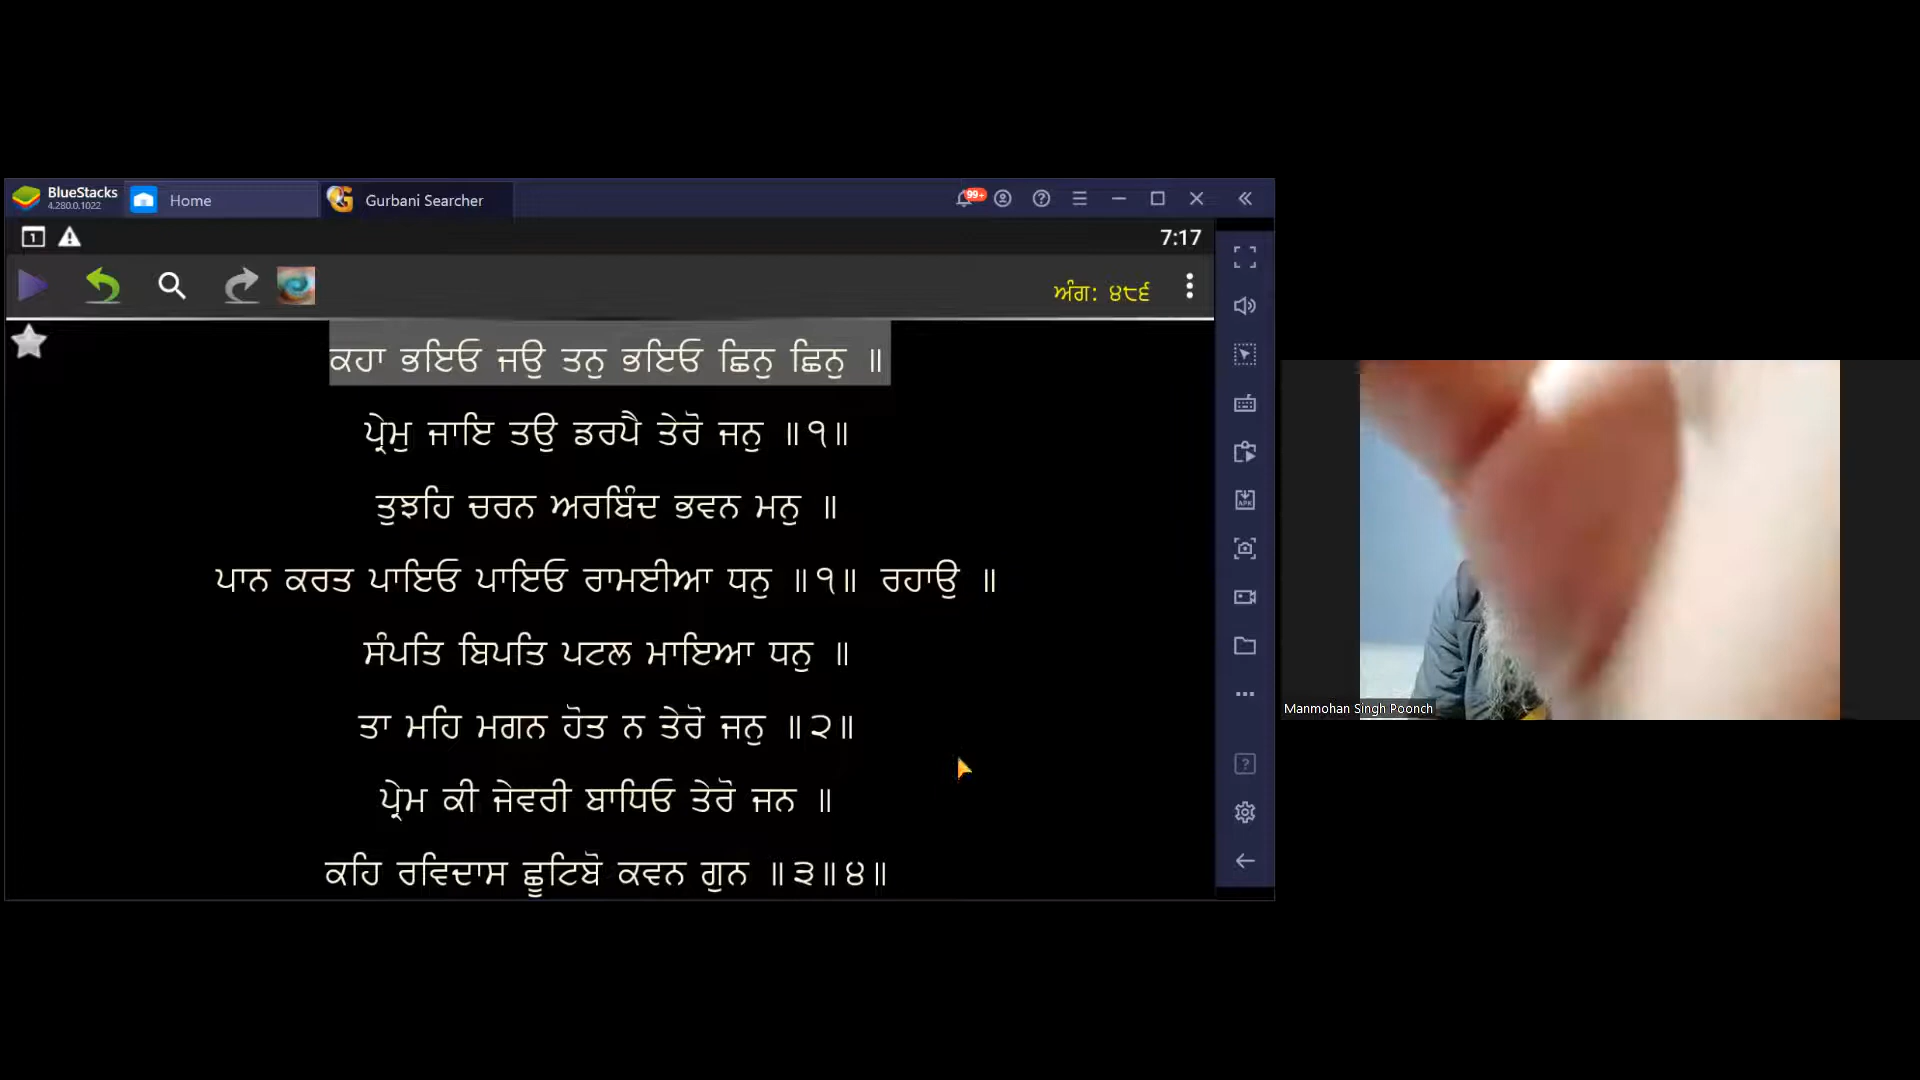 BlueStacks
4.280.0.1022
Home
Gurbani Searcher
99+
7:17
ਅੰਗ: ੪੮੬
ਕਹਾ ਭਇਓ ਜਉ ਤਨੁ ਭਇਓ ਛਿਨੁ ਛਿਨੁ ॥
ਪ੍ਰੇਮੁ ਜਾਇ ਤਉ ਡਰਪੈ ਤੇਰੋ ਜਨੁ ॥੧॥
ਤੁਝਹਿ ਚਰਨ ਅਰਬਿੰਦ ਭਵਨ ਮਨੁ ॥
ਪਾਨ ਕਰਤ ਪਾਇਓ ਪਾਇਓ ਰਾਮਈਆ ਧਨੁ ॥੧॥ ਰਹਾਉ ॥
ਸੰਪਤਿ ਬਿਪਤਿ ਪਟਲ ਮਾਇਆ ਧਨੁ ॥
ਤਾ ਮਹਿ ਮਗਨ ਹੋਤ ਨ ਤੇਰੋ ਜਨੁ ॥੨॥
ਪ੍ਰੇਮ ਕੀ ਜੇਵਰੀ ਬਾਧਿਓ ਤੇਰੋ ਜਨ ॥
ਕਹਿ ਰਵਿਦਾਸ ਛੂਟਿਬੋ ਕਵਨ ਗੁਨ ॥੩॥੪॥
Manmohan Singh Poonch